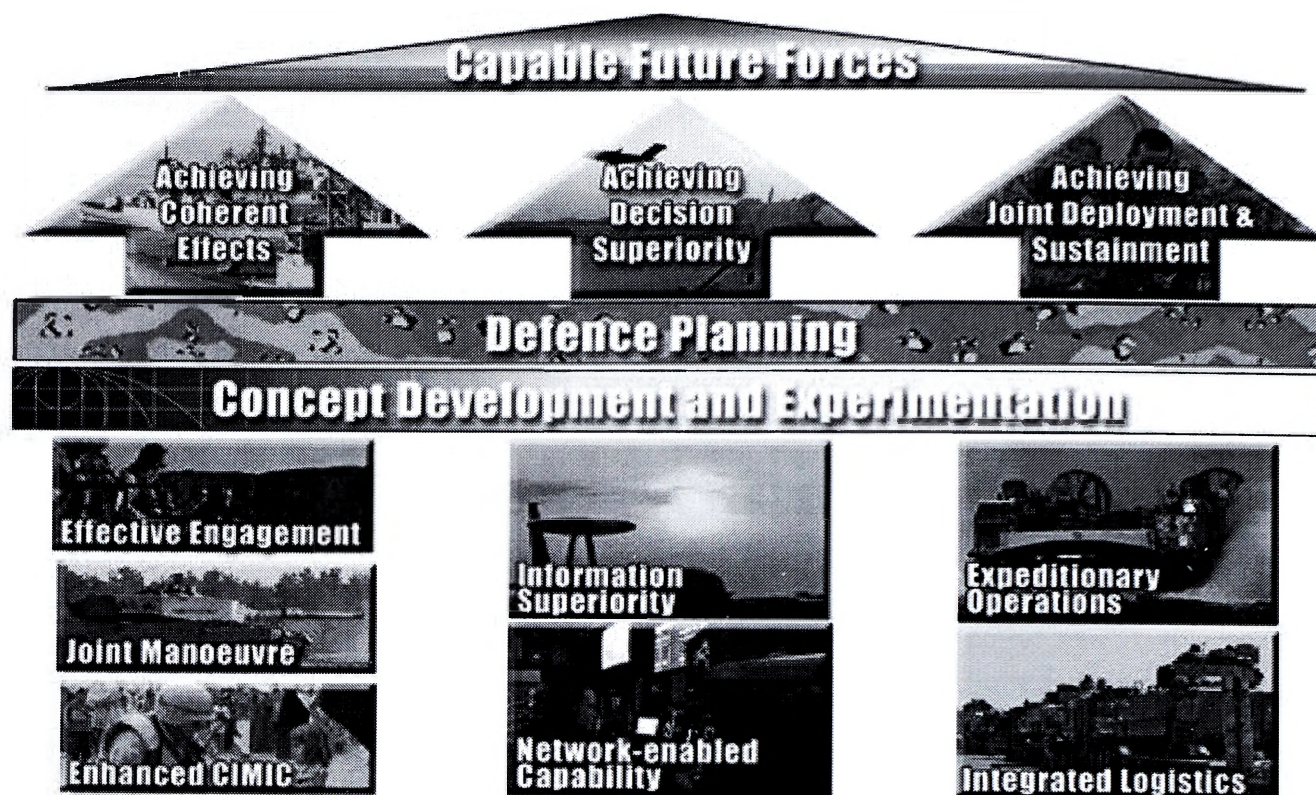 Capable Future Forces
Achieving
Coherent
Effects
Achieving
Decision
Superiority
Achieving
Joint Deployment &
Sustainment
Defence Planning
Concept Development and Experimentation
Effective Engagement
Joint Manoeuvre
Enhanced CIMIC
Information
Superiority
Network-enabled
Capability
Expeditionary
Operations
Integrated Logistics